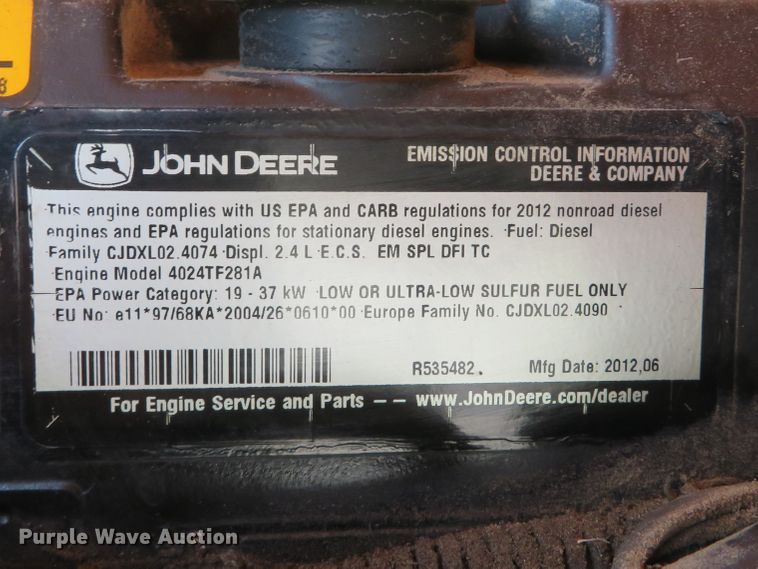 8
JOHN DEERE
EMISSION CONTROL INFORMATION
DEERE & COMPANY
This engine complies with US EPA and CARB regulations for 2012 nonroad diesel
engines and EPA regulations for stationary diesel engines. Fuel: Diesel
Family CJDXL02.4074 Displ. 2.4 L E.C.S. EM SPL DFI TC
Engine Model 4024TF281A
EPA Power Category: 19 - 37 kW LOW OR ULTRA-LOW SULFUR FUEL ONLY
EU No: e11*97/68KA*2004/26*0610*00 Europe Family No. CJDXL02.4090
R535482 Mfg Date: 2012,06
For Engine Service and Parts – – www.JohnDeere.com/dealer
Purple Wave Auction